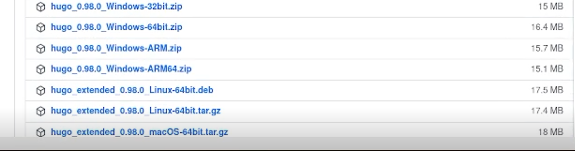 hugo_0.98.0_Windows-32bit.zip 15 MB
hugo_0.98.0_Windows-64bit.zip 16.4 MB
hugo_0.98.0_Windows-ARM.zip 15.7 MB
hugo_0.98.0_Windows-ARM64.zip 15.1 MB
hugo_extended_0.98.0_Linux-64bit.deb 17.5 MB
hugo_extended_0.98.0_Linux-64bit.tar.gz 17.4 MB
hugo_extended_0.98.0_macOS-64bit.tar.gz 18 MB